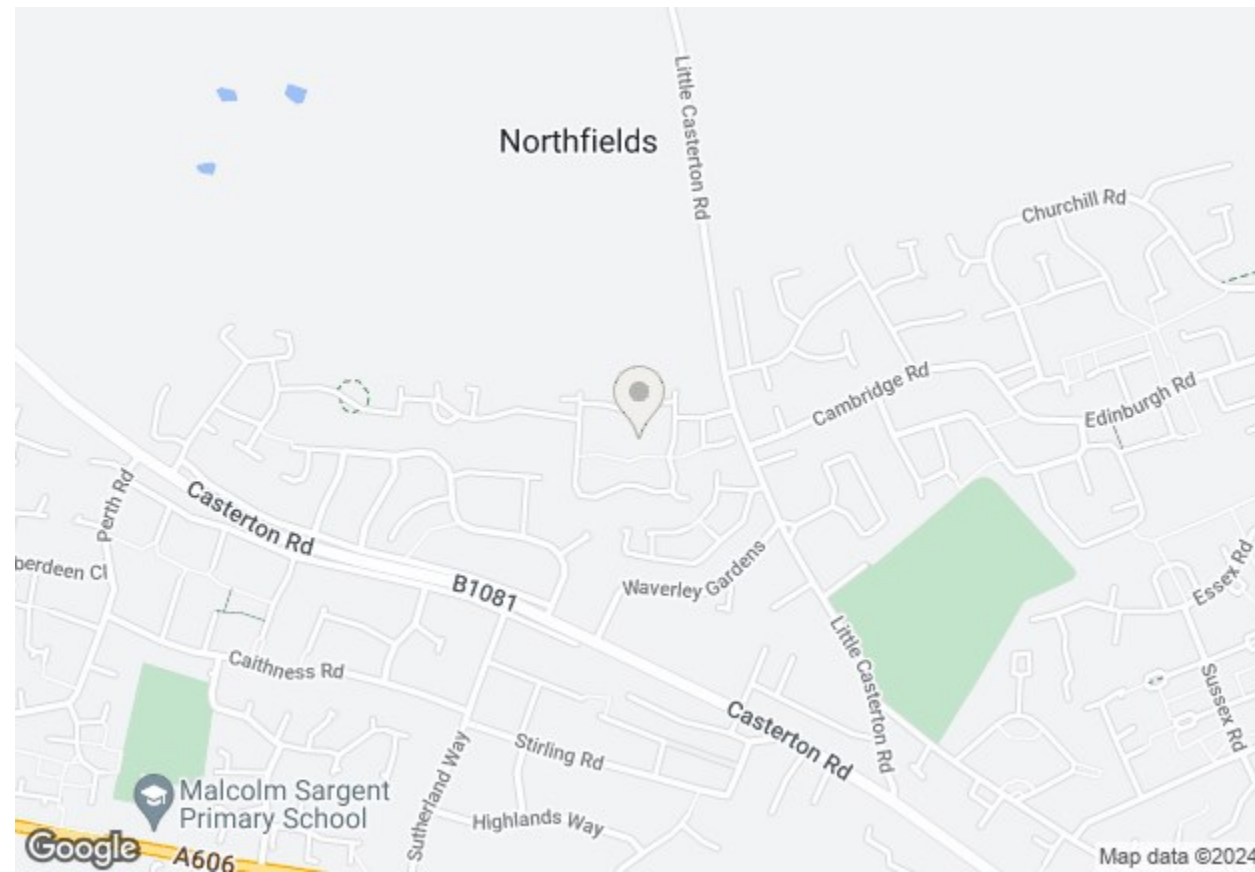 Northfields
Little Casterton Rd
Churchill Rd
Cambridge Rd
Edinburgh Rd
Perth Rd
Casterton Rd
berdeen Cl
B1081
Waverley Gardens
Essex Rd
Little Casterton Rd
Caithness Rd
Sussex Rd
Casterton Rd
Stirling Rd
Sutherland Way
Malcolm Sargent
Primary School
Highlands Way
Google
A606
Map data ©2024